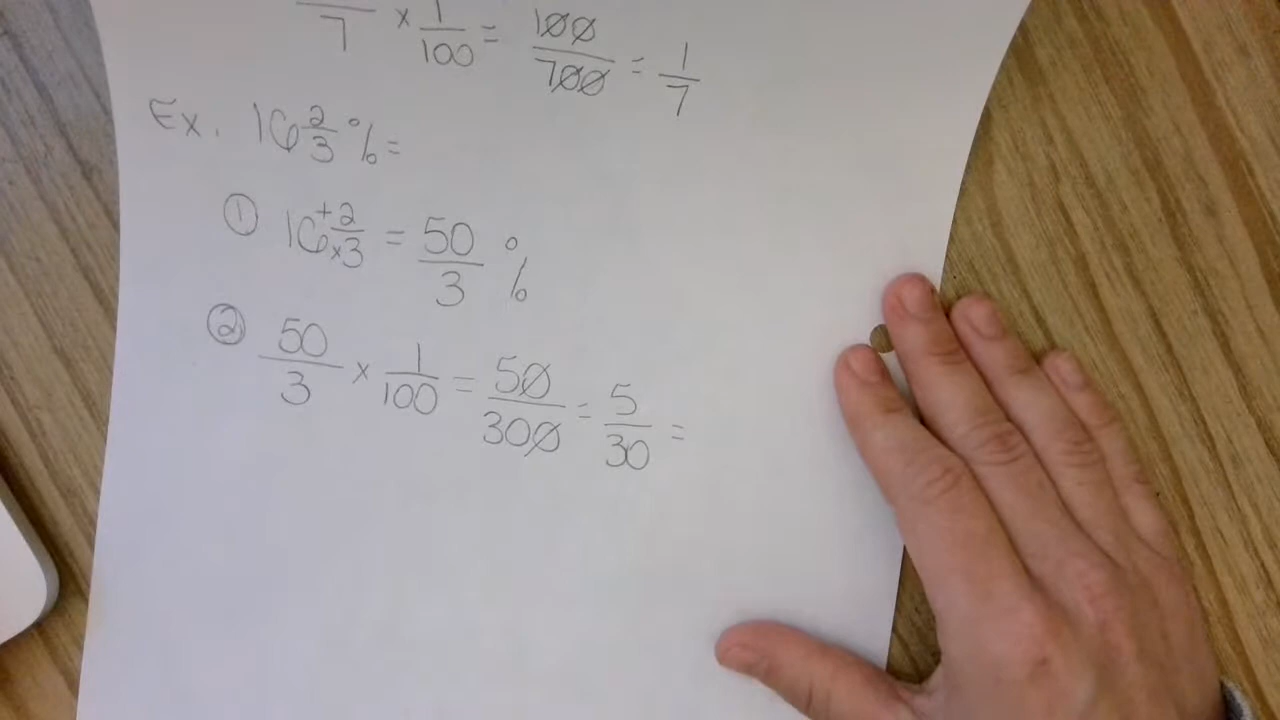 7 × 1/100 = 100/700 = 1/7
Ex. 16 2/3 % =
① 16 +2/×3 = 50/3 %
② 50/3 × 1/100 = 50/300 = 5/30 =